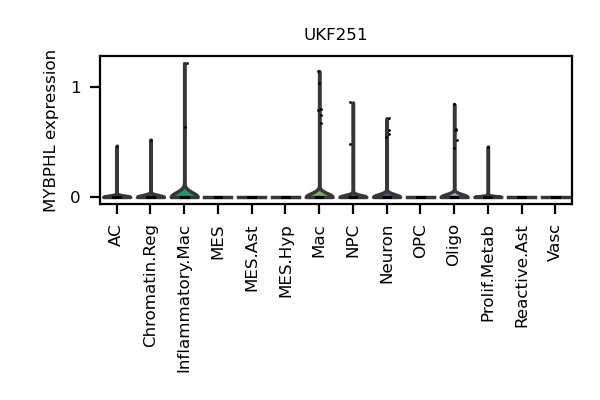 UKF251
MYBPHL expression
1
0
AC
Chromatin.Reg
Inflammatory.Mac
MES
MES.Ast
MES.Hyp
Mac
NPC
Neuron
OPC
Oligo
Prolif.Metab
Reactive.Ast
Vasc